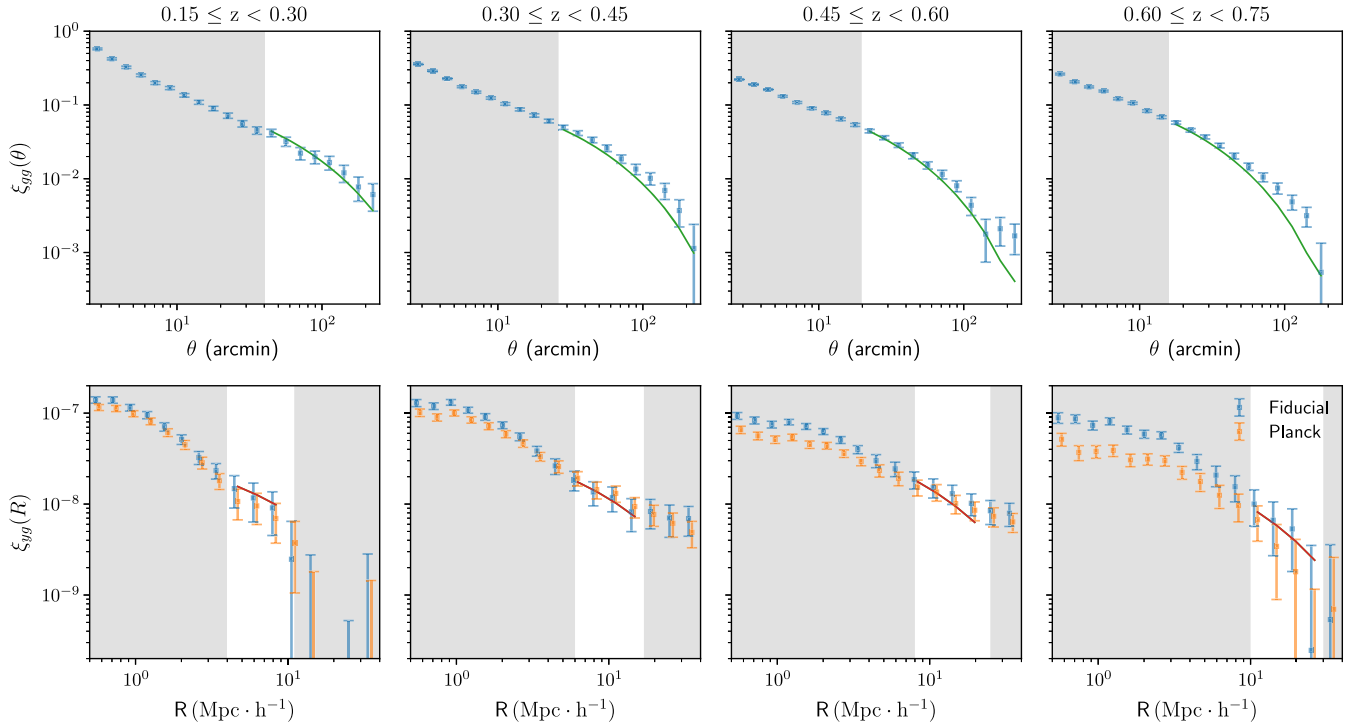 0.15 ≤ z < 0.30
0.30 ≤ z < 0.45
0.45 ≤ z < 0.60
0.60 ≤ z < 0.75
10⁰
10⁻¹
10⁻²
10⁻³
ξgg(θ)
10¹ 10²
10¹ 10²
10¹ 10²
10¹ 10²
θ (arcmin)
θ (arcmin)
θ (arcmin)
θ (arcmin)
10⁻⁷
10⁻⁸
10⁻⁹
ξyg(R)
Fiducial
Planck
10⁰ 10¹
10⁰ 10¹
10⁰ 10¹
10⁰ 10¹
R (Mpc · h⁻¹)
R (Mpc · h⁻¹)
R (Mpc · h⁻¹)
R (Mpc · h⁻¹)